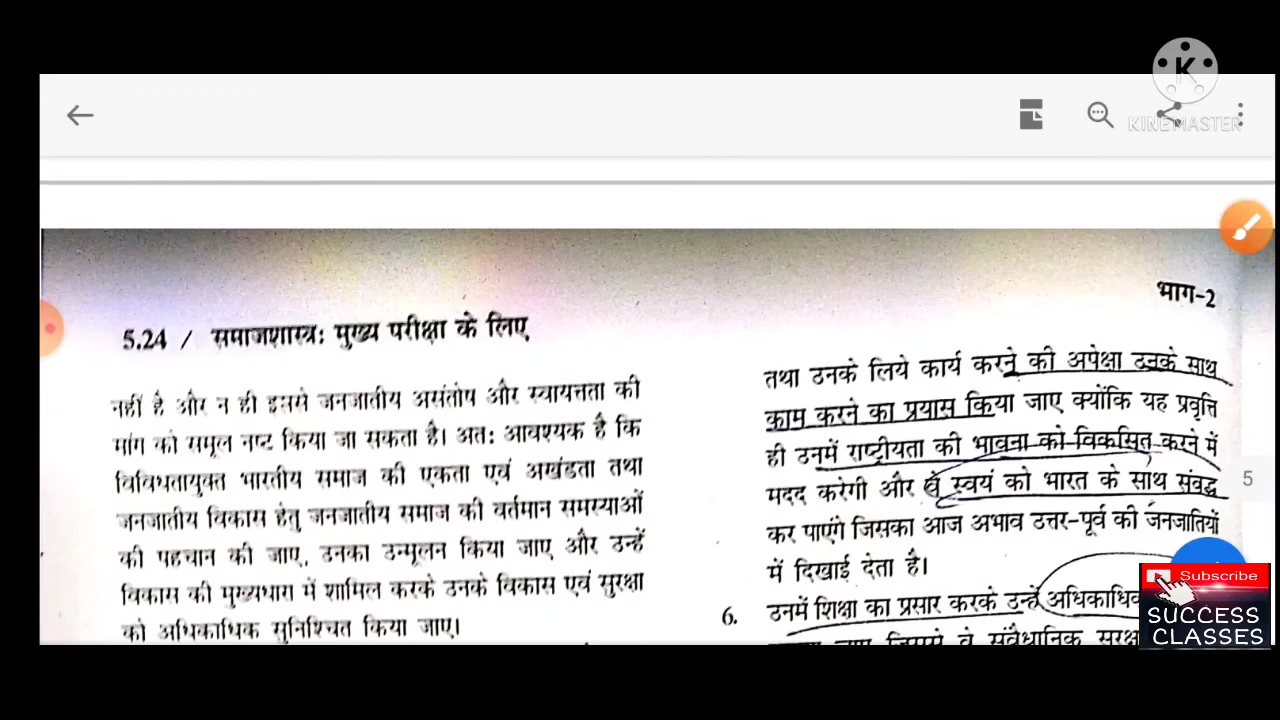 KINEMASTER
भाग-2
5.24 / समाजशास्त्र: मुख्य परीक्षा के लिए
नहीं है और न ही इससे जनजातीय असंतोष और स्वायत्तता की
मांग को समूल नष्ट किया जा सकता है। अत: आवश्यक है कि
विविधतायुक्त भारतीय समाज की एकता एवं अखंडता तथा
जनजातीय विकास हेतु जनजातीय समाज की वर्तमान समस्याओं
की पहचान की जाए, उनका उन्मूलन किया जाए और उन्हें
विकास की मुख्यधारा में शामिल करके उनके विकास एवं सुरक्षा
को अधिकाधिक सुनिश्चित किया जाए।
तथा उनके लिये कार्य करने की अपेक्षा उनके साथ
काम करने का प्रयास किया जाए क्योंकि यह प्रवृत्ति
ही उनमें राष्ट्रीयता की भावना को विकसित करने में
मदद करेगी और वे स्वयं को भारत के साथ संवद्ध
कर पाएंगे जिसका आज अभाव उत्तर-पूर्व की जनजातियों
में दिखाई देता है।
6. उनमें शिक्षा का प्रसार करके उन्हें
जिससे वे संवैधानिक
5
Subscribe
SUCCESS
CLASSES